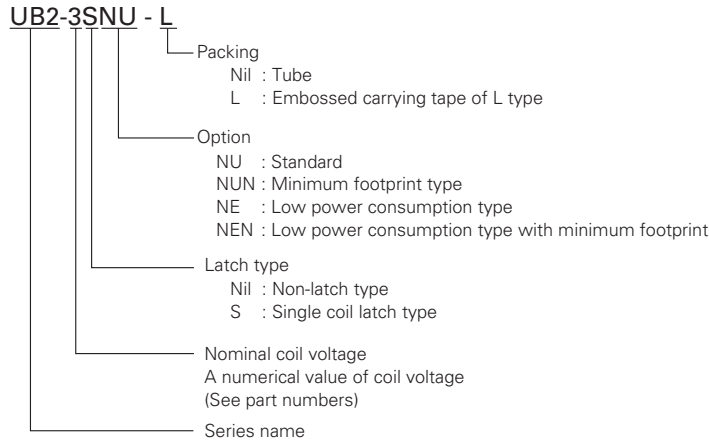 UB2-3SNU - L
Packing
Nil : Tube
L : Embossed carrying tape of L type
Option
NU : Standard
NUN : Minimum footprint type
NE : Low power consumption type
NEN : Low power consumption type with minimum footprint
Latch type
Nil : Non-latch type
S : Single coil latch type
Nominal coil voltage
A numerical value of coil voltage
(See part numbers)
Series name